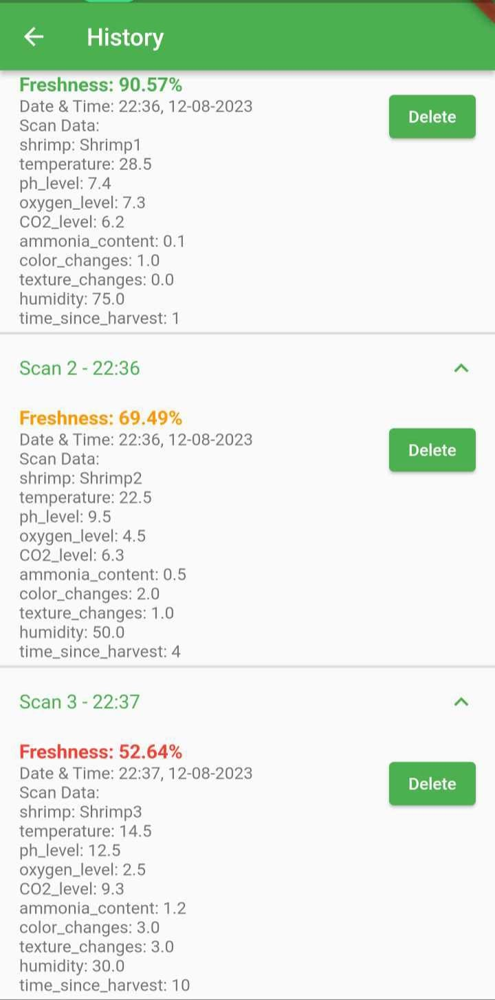 History
Freshness: 90.57%
Date & Time: 22:36, 12-08-2023
Delete
Scan Data:
shrimp: Shrimp1
temperature: 28.5
ph_level: 7.4
oxygen_level: 7.3
CO2_level: 6.2
ammonia_content: 0.1
color_changes: 1.0
texture_changes: 0.0
humidity: 75.0
time_since_harvest: 1
Scan 2 - 22:36
Freshness: 69.49%
Date & Time: 22:36, 12-08-2023
Delete
Scan Data:
shrimp: Shrimp2
temperature: 22.5
ph_level: 9.5
oxygen_level: 4.5
CO2_level: 6.3
ammonia_content: 0.5
color_changes: 2.0
texture_changes: 1.0
humidity: 50.0
time_since_harvest: 4
Scan 3 - 22:37
Freshness: 52.64%
Date & Time: 22:37, 12-08-2023
Delete
Scan Data:
shrimp: Shrimp3
temperature: 14.5
ph_level: 12.5
oxygen_level: 2.5
CO2_level: 9.3
ammonia_content: 1.2
color_changes: 3.0
texture_changes: 3.0
humidity: 30.0
time_since_harvest: 10